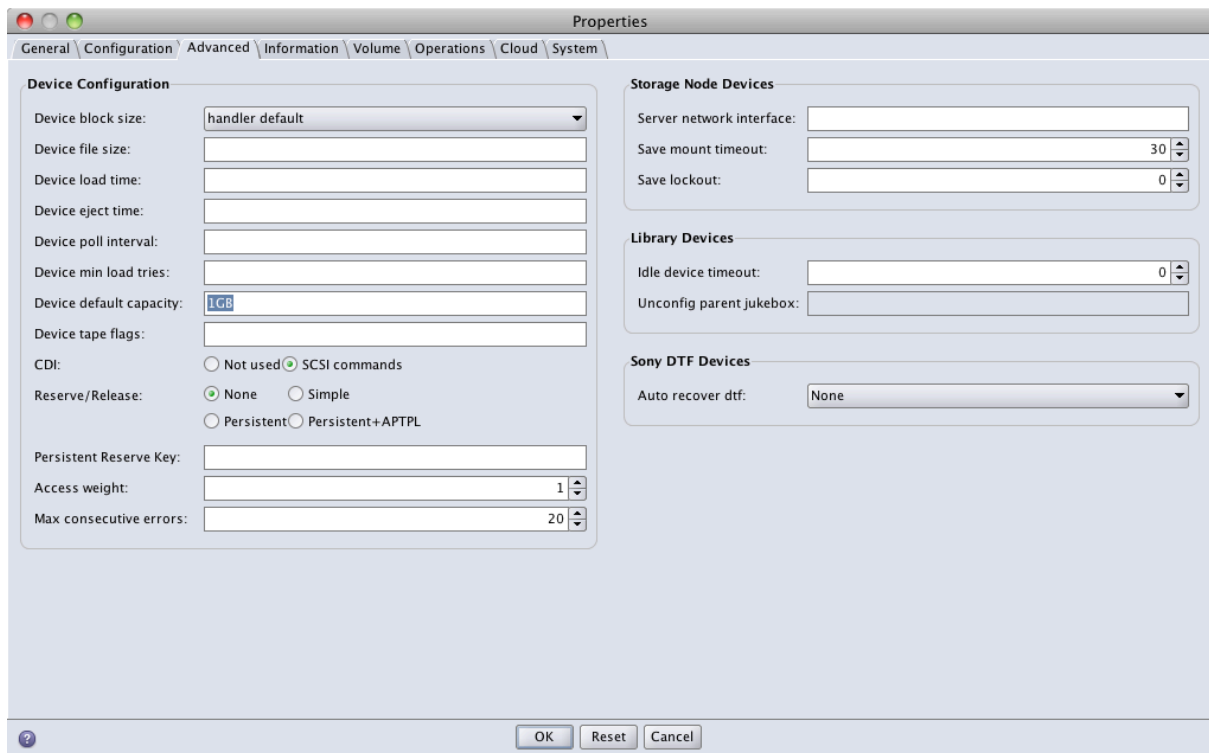 Properties
General Configuration Advanced Information Volume Operations Cloud System
Device Configuration
Device block size: handler default
Device file size:
Device load time:
Device eject time:
Device poll interval:
Device min load tries:
Device default capacity: 1GB
Device tape flags:
CDI: Not used SCSI commands
Reserve/Release: None Simple
Persistent Persistent+APTPL
Persistent Reserve Key:
Access weight: 1
Max consecutive errors: 20
Storage Node Devices
Server network interface:
Save mount timeout: 30
Save lockout: 0
Library Devices
Idle device timeout: 0
Unconfig parent jukebox:
Sony DTF Devices
Auto recover dtf: None
? OK Reset Cancel